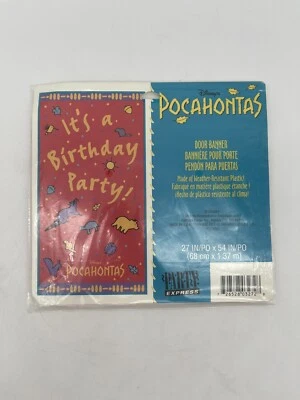 It's a
Birthday
Party!
Disney's
POCAHONTAS
Disney's
POCAHONTAS
DOOR BANNER
BANNIÈRE POUR PORTE
PENDÓN PARA PUERTAS
Made of Weather-Resistant Plastic!
Fabriqué en matière plastique étanche!
¡Hecho de plástico resistente al clima!
27 IN/PO x 54 IN/PO
(68 cm x 1.37 m)
PARTY
EXPRESS